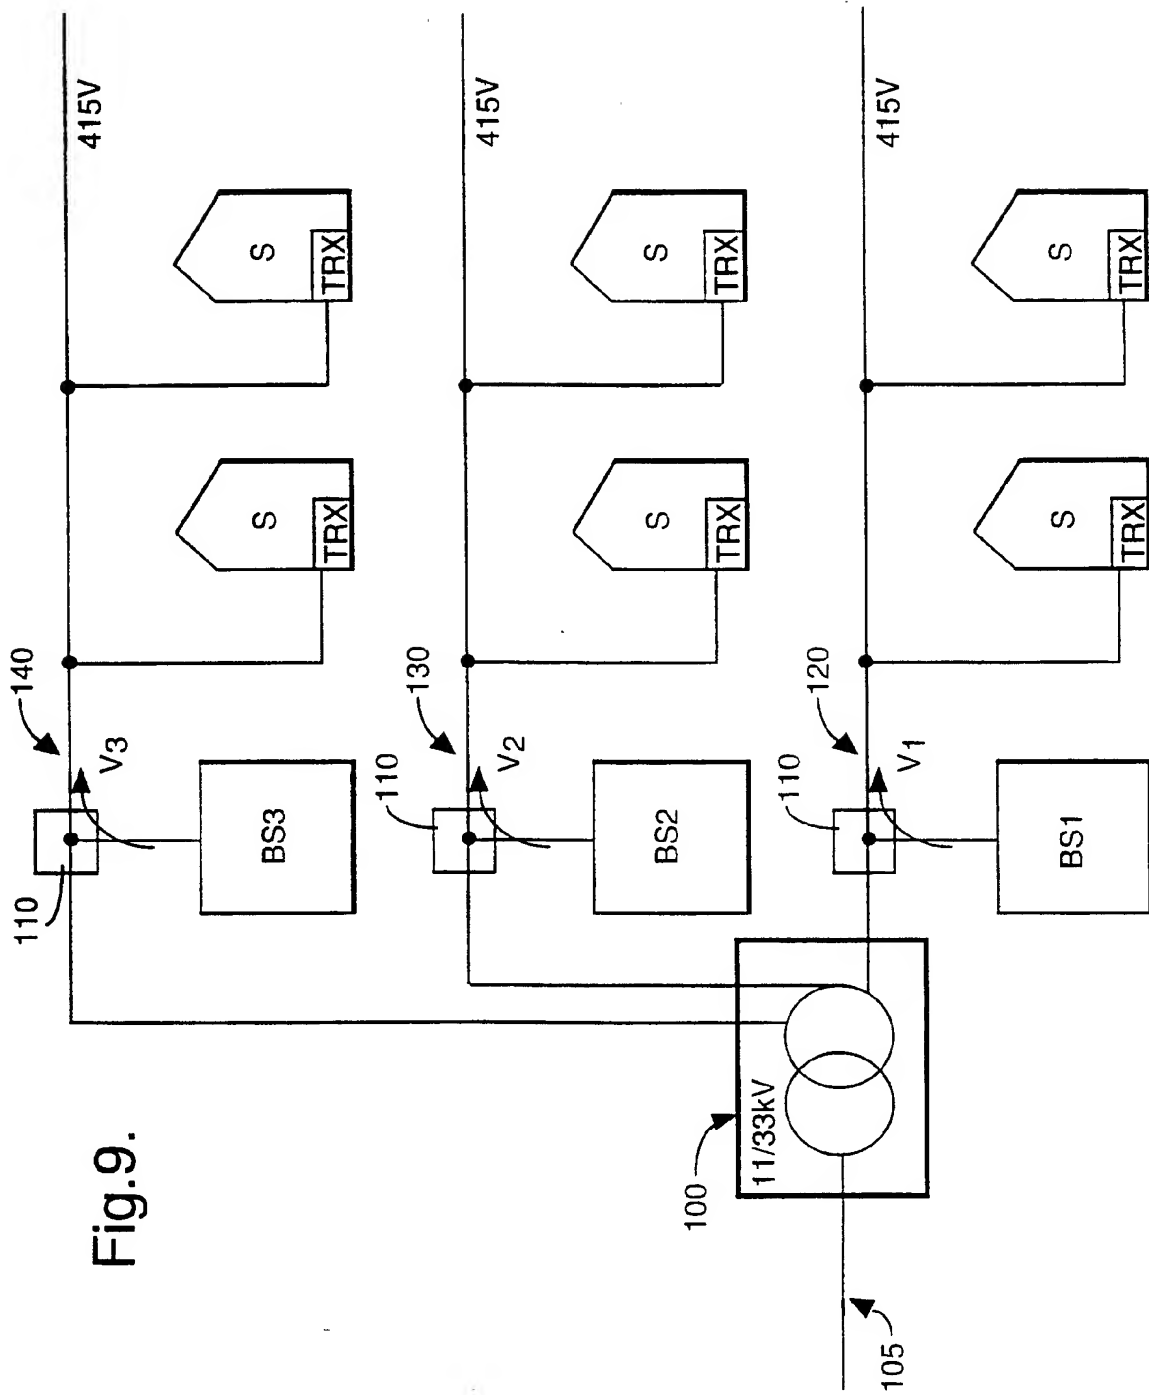 Fig.9.
140
415V
110
V3
BS3
S
TRX
S
TRX
130
415V
110
V2
BS2
S
TRX
S
TRX
120
415V
110
V1
BS1
S
TRX
S
TRX
100
11/33kV
105